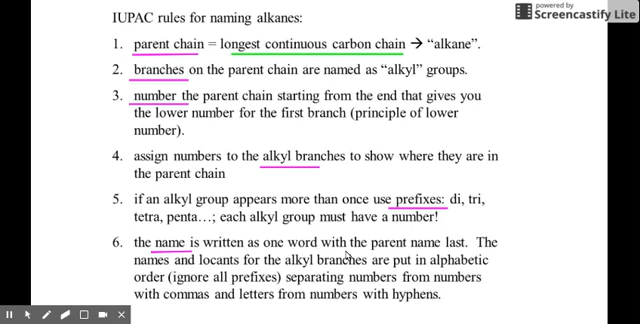 powered by
Screencastify Lite
IUPAC rules for naming alkanes:
1. parent chain = longest continuous carbon chain → “alkane”.
2. branches on the parent chain are named as “alkyl” groups.
3. number the parent chain starting from the end that gives you
the lower number for the first branch (principle of lower
number).
4. assign numbers to the alkyl branches to show where they are in
the parent chain
5. if an alkyl group appears more than once use prefixes: di, tri,
tetra, penta…; each alkyl group must have a number!
6. the name is written as one word with the parent name last. The
names and locants for the alkyl branches are put in alphabetic
order (ignore all prefixes) separating numbers from numbers
with commas and letters from numbers with hyphens.